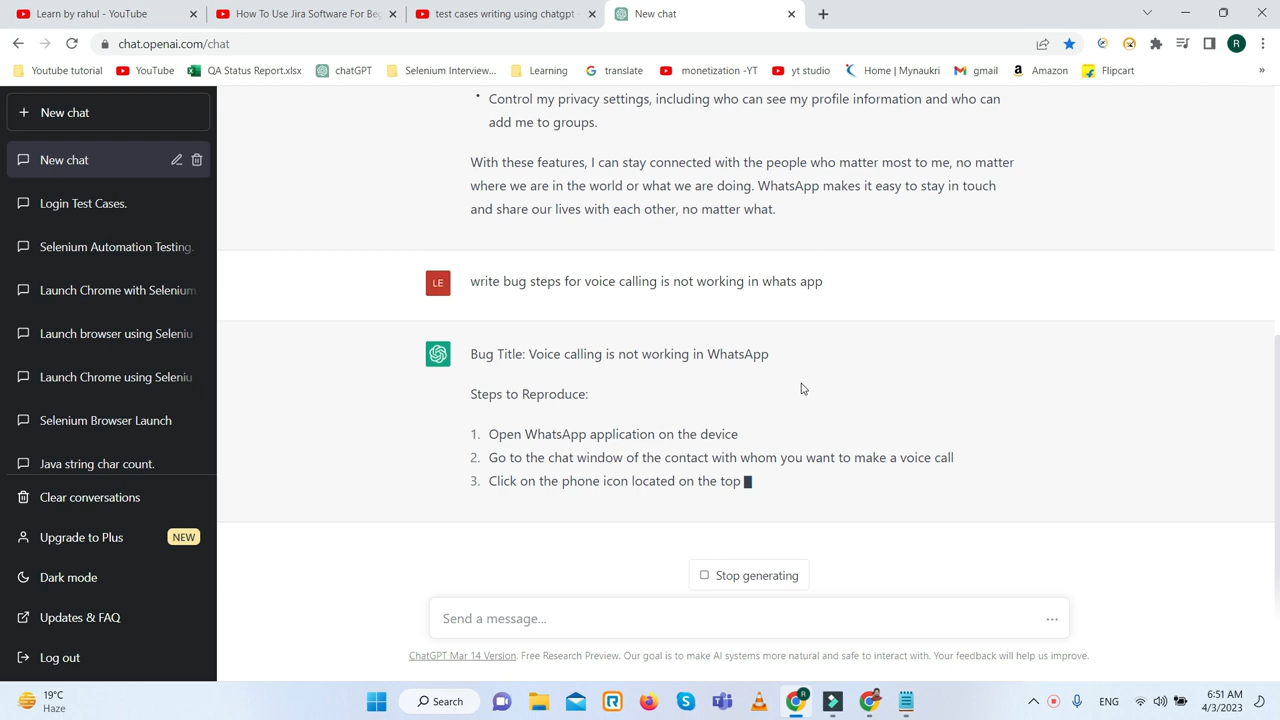 Learn by rahul - YouTube
How To Use Jira Software For Be
test cases writing using chatgpt -
New chat
chat.openai.com/chat
R
Youtube tutorial
YouTube
QA Status Report.xlsx
chatGPT
Selenium Interview...
Learning
translate
monetization -YT
yt studio
Home | Mynaukri
gmail
Amazon
Flipcart
»
New chat
New chat
Login Test Cases.
Selenium Automation Testing.
Launch Chrome with Selenium
Launch browser using Seleniu
Launch Chrome using Seleniu
Selenium Browser Launch
Java string char count.
Clear conversations
Upgrade to Plus
NEW
Dark mode
Updates & FAQ
Log out
• Control my privacy settings, including who can see my profile information and who can
add me to groups.
With these features, I can stay connected with the people who matter most to me, no matter
where we are in the world or what we are doing. WhatsApp makes it easy to stay in touch
and share our lives with each other, no matter what.
LE
write bug steps for voice calling is not working in whats app
Bug Title: Voice calling is not working in WhatsApp
Steps to Reproduce:
1. Open WhatsApp application on the device
2. Go to the chat window of the contact with whom you want to make a voice call
3. Click on the phone icon located on the top
Stop generating
Send a message...
ChatGPT Mar 14 Version. Free Research Preview. Our goal is to make AI systems more natural and safe to interact with. Your feedback will help us improve.
19°C
Haze
Search
ENG
6:51 AM
4/3/2023